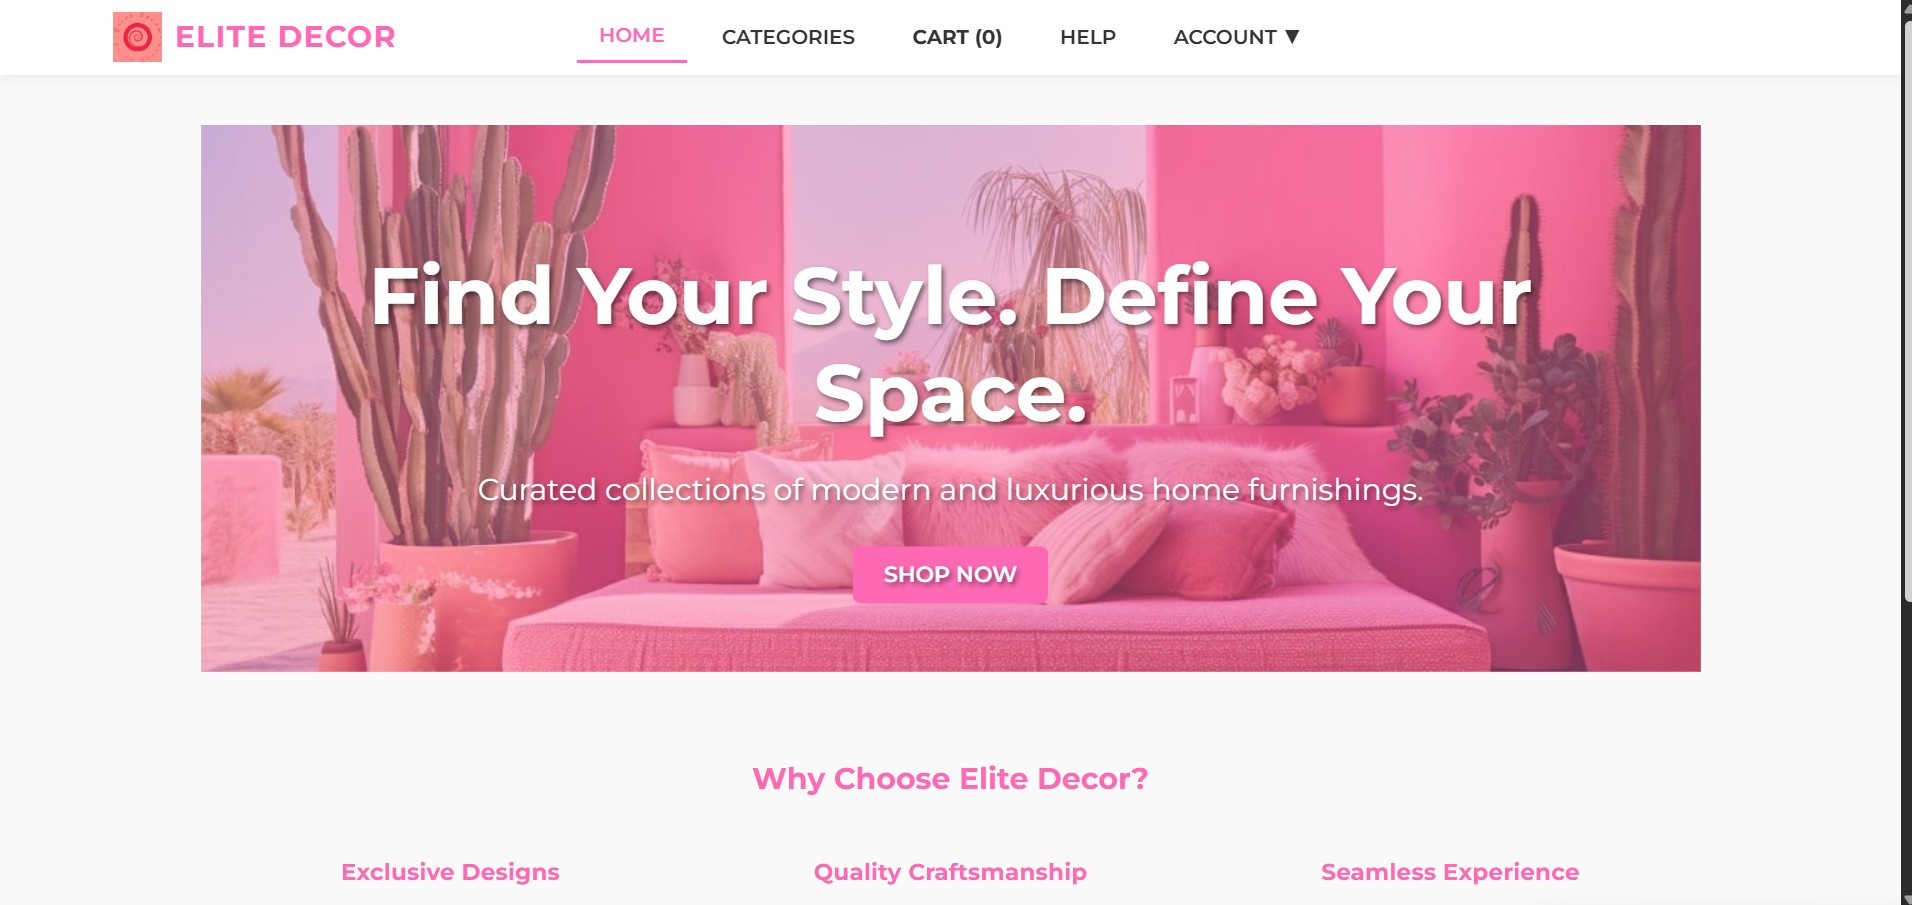 ELITE DECOR
HOME
CATEGORIES
CART (0)
HELP
ACCOUNT ▼
Find Your Style. Define Your
Space.
Curated collections of modern and luxurious home furnishings.
SHOP NOW
Why Choose Elite Decor?
Exclusive Designs
Quality Craftsmanship
Seamless Experience